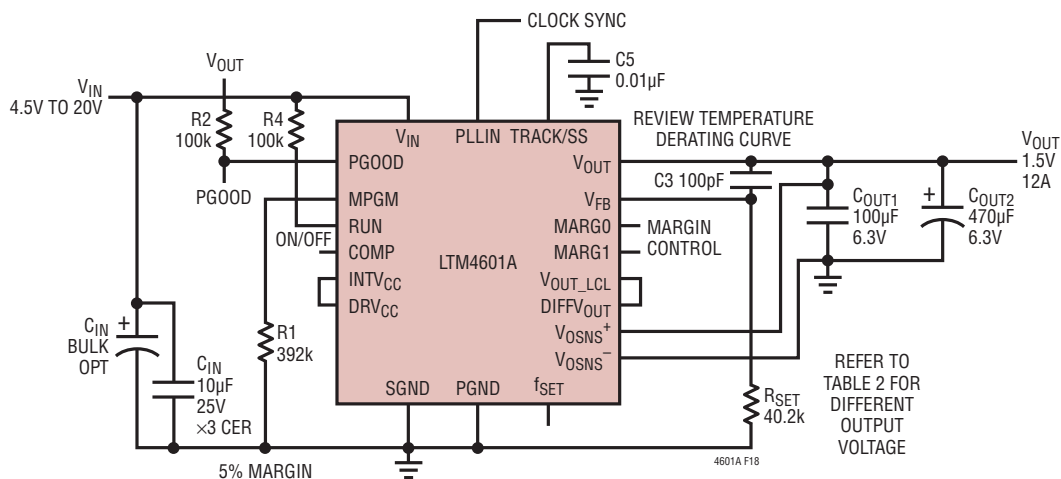 CLOCK SYNC
C5
0.01µF
VOUT
VIN
4.5V TO 20V
R2
100k
R4
100k
REVIEW TEMPERATURE
DERATING CURVE
VIN
PLLIN
TRACK/SS
PGOOD
VOUT
VOUT
1.5V
12A
C3 100pF
PGOOD
MPGM
VFB
COUT1
100µF
6.3V
COUT2
470µF
6.3V
RUN
MARG0
MARGIN
CONTROL
ON/OFF
COMP
LTM4601A
MARG1
INTVCC
VOUT_LCL
DRVCC
DIFFVOUT
+
CIN
BULK
OPT
R1
392k
VOSNS+
VOSNS−
+
CIN
10µF
25V
×3 CER
SGND
PGND
fSET
RSET
40.2k
REFER TO
TABLE 2 FOR
DIFFERENT
OUTPUT
VOLTAGE
5% MARGIN
4601A F18